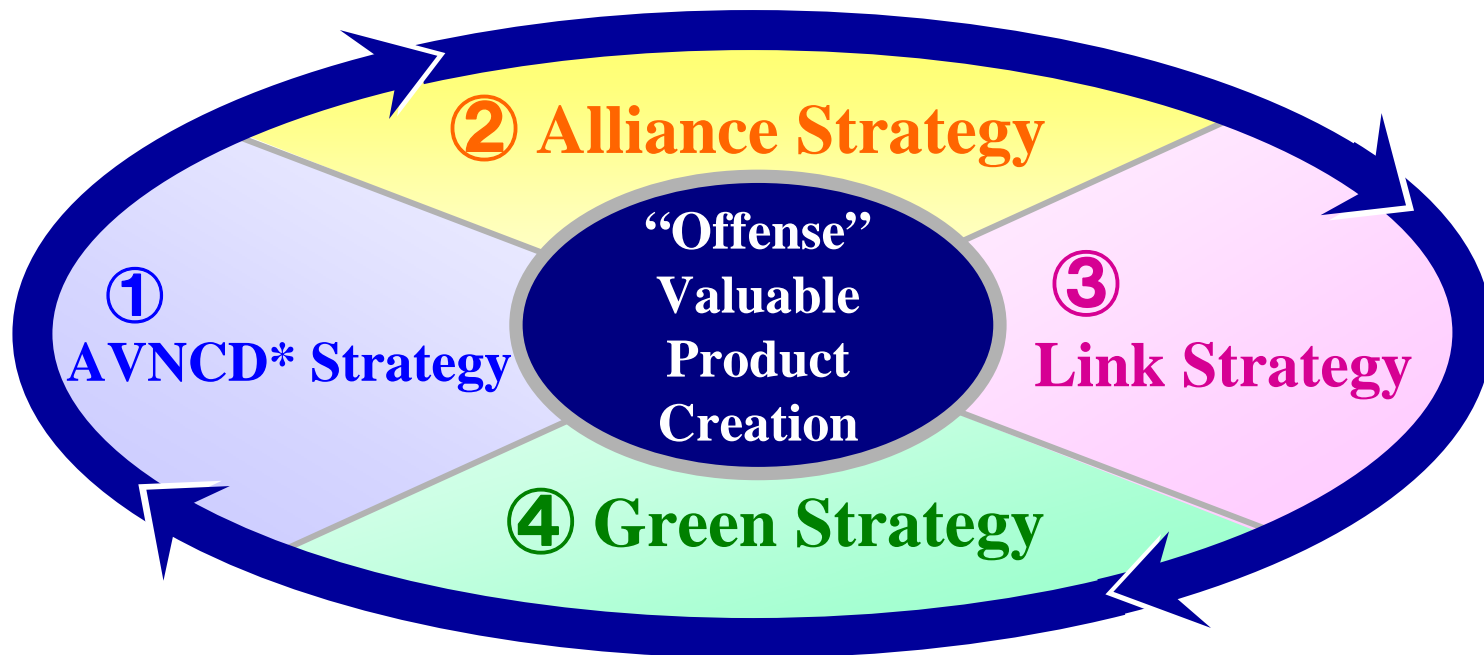 ② Alliance Strategy
“Offense”
Valuable
Product
Creation
①
AVNCD* Strategy
③
Link Strategy
④ Green Strategy